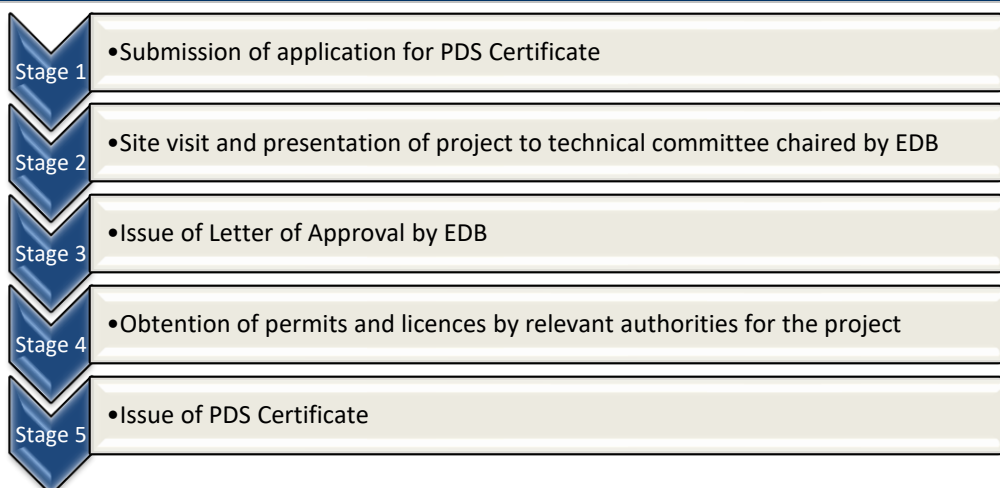 Stage 1
•Submission of application for PDS Certificate
Stage 2
•Site visit and presentation of project to technical committee chaired by EDB
Stage 3
•Issue of Letter of Approval by EDB
Stage 4
•Obtention of permits and licences by relevant authorities for the project
Stage 5
•Issue of PDS Certificate